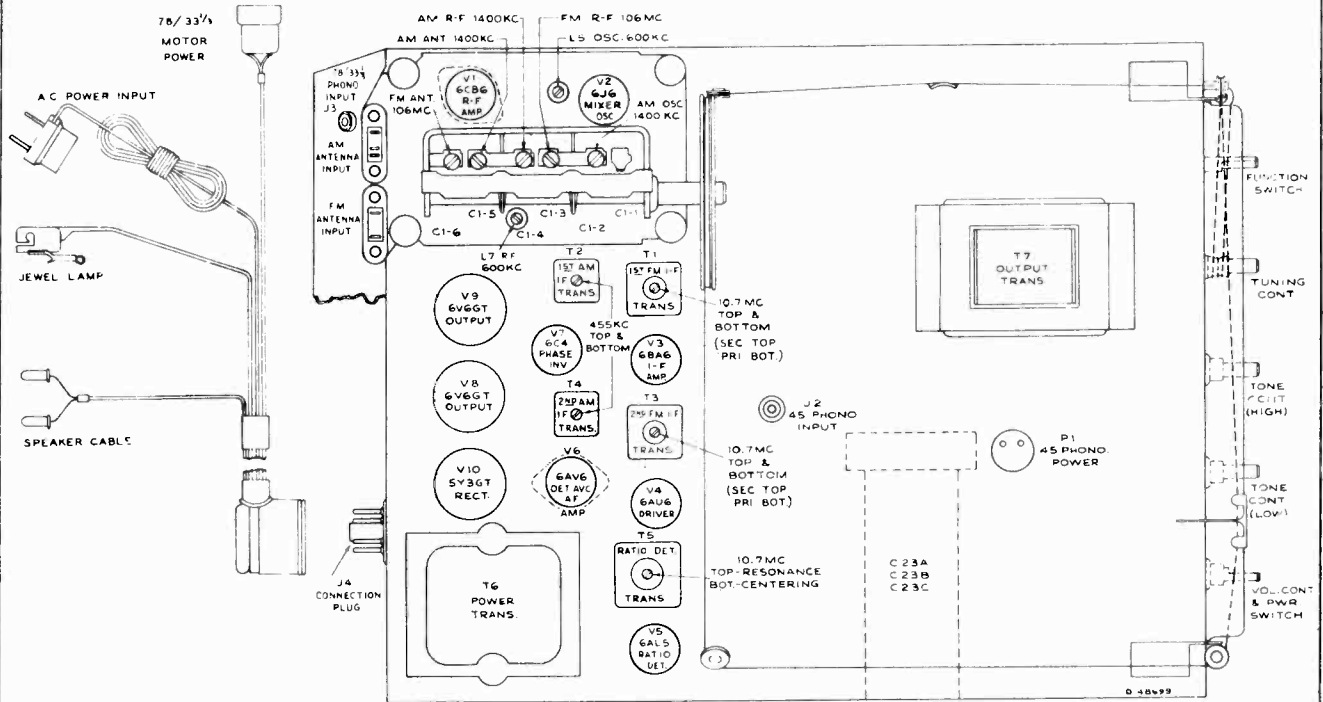 78/33⅓
MOTOR
POWER
A C POWER INPUT
JEWEL LAMP
SPEAKER CABLE
AM R-F 1400KC
FM R-F 106MC
AM ANT 1400KC
L5 OSC. 600KC
78/33⅓
PHONO
INPUT
J3
FM ANT.
106MC
V1
6CB6
R-F
AMP
V2
6J6
MIXER
OSC
AM OSC
1400 KC
AM
ANTENNA
INPUT
FM
ANTENNA
INPUT
C1-6
C1-5
C1-4
C1-3
C1-2
C1-1
L7 RF
600KC
T2
1ST AM
IF
TRANS
T1
1ST FM I-F
TRANS
10.7 MC
TOP &
BOTTOM
(SEC TOP
PRI BOT.)
V9
6V6GT
OUTPUT
455KC
TOP &
BOTTOM
V7
6C4
PHASE
INV
V3
6BA6
I-F
AMP.
V8
6V6GT
OUTPUT
T4
2ND AM
IF
TRANS.
T3
2ND FM I-F
TRANS
10.7MC
TOP &
BOTTOM
(SEC TOP
PRI BOT.)
V10
5Y3GT
RECT.
V6
6AV6
DET AVC
AF
AMP
V4
6AU6
DRIVER
J4
CONNECTION
PLUG
T6
POWER
TRANS.
T5
RATIO DET.
TRANS
10.7MC
TOP-RESONANCE
BOT.-CENTERING
V5
6AL5
RATIO
DET.
T7
OUTPUT
TRANS
J2
45 PHONO
INPUT
P1
45 PHONO.
POWER
C23A
C23B
C23C
FUNCTION
SWITCH
TUNING
CONT
TONE
CONT
(HIGH)
TONE
CONT
(LOW)
VOL.CONT
& PWR
SWITCH
D 48699